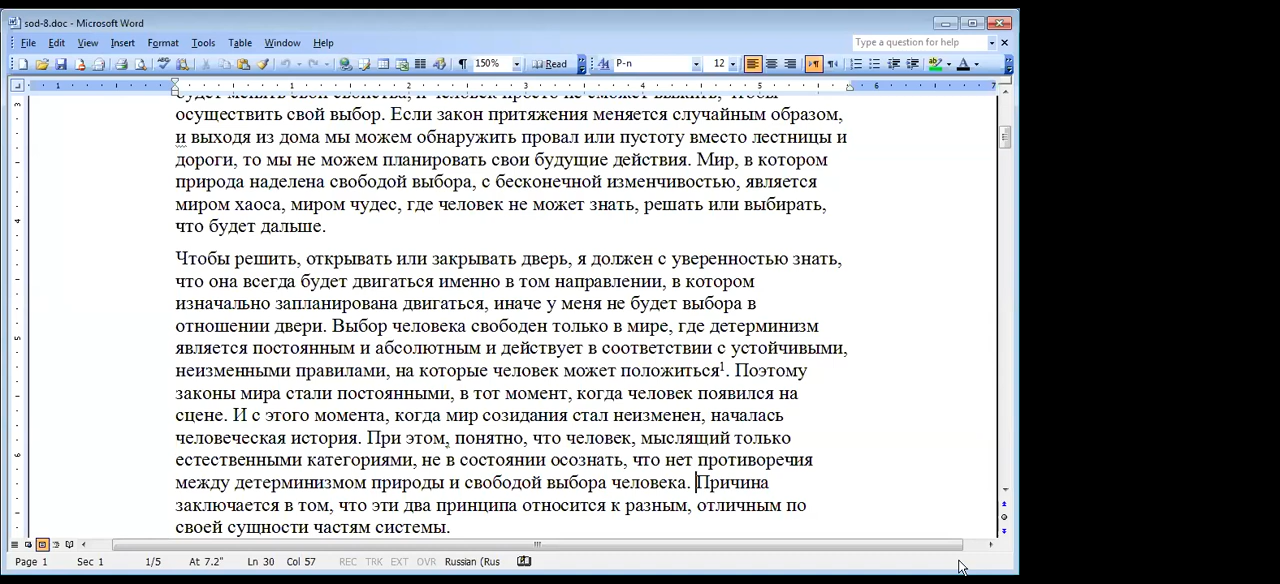 sod-8.doc - Microsoft Word
File Edit View Insert Format Tools Table Window Help Type a question for help
150% Read P-n 12
1 1 2 3 4 5 6 7
осуществить свой выбор. Если закон притяжения меняется случайным образом,
и выходя из дома мы можем обнаружить провал или пустоту вместо лестницы и
дороги, то мы не можем планировать свои будущие действия. Мир, в котором
природа наделена свободой выбора, с бесконечной изменчивостью, является
миром хаоса, миром чудес, где человек не может знать, решать или выбирать,
что будет дальше.
Чтобы решить, открывать или закрывать дверь, я должен с уверенностью знать,
что она всегда будет двигаться именно в том направлении, в котором
изначально запланирована двигаться, иначе у меня не будет выбора в
отношении двери. Выбор человека свободен только в мире, где детерминизм
является постоянным и абсолютным и действует в соответствии с устойчивыми,
неизменными правилами, на которые человек может положиться¹. Поэтому
законы мира стали постоянными, в тот момент, когда человек появился на
сцене. И с этого момента, когда мир созидания стал неизменен, началась
человеческая история. При этом, понятно, что человек, мыслящий только
естественными категориями, не в состоянии осознать, что нет противоречия
между детерминизмом природы и свободой выбора человека. Причина
заключается в том, что эти два принципа относится к разным, отличным по
своей сущности частям системы.
Page 1 Sec 1 1/5 At 7.2" Ln 30 Col 57 REC TRK EXT OVR Russian (Rus